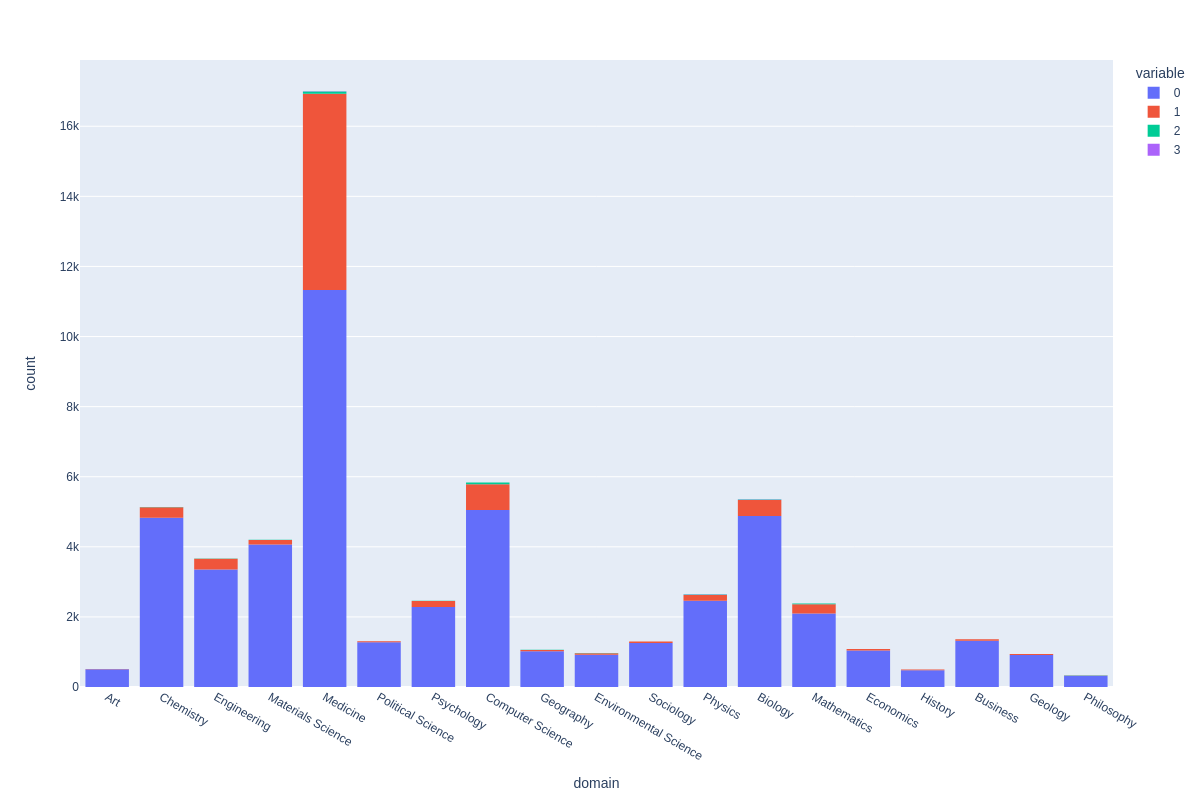 variable
0
1
2
3
16k
14k
12k
10k
8k
6k
4k
2k
0
count
Art
Chemistry
Engineering
Materials Science
Medicine
Political Science
Psychology
Computer Science
Geography
Environmental Science
Sociology
Physics
Biology
Mathematics
Economics
History
Business
Geology
Philosophy
domain